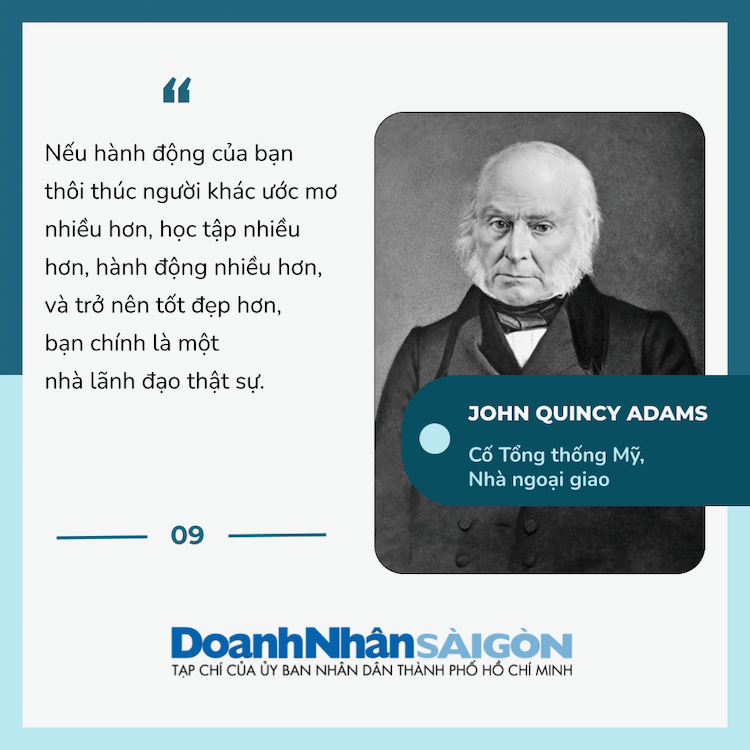 “
Nếu hành động của bạn
thôi thúc người khác ước mơ
nhiều hơn, học tập nhiều
hơn, hành động nhiều hơn,
và trở nên tốt đẹp hơn,
bạn chính là một
nhà lãnh đạo thật sự.
JOHN QUINCY ADAMS
Cố Tổng thống Mỹ,
Nhà ngoại giao
09
DoanhNhânSÀIGÒN
TẠP CHÍ CỦA ỦY BAN NHÂN DÂN THÀNH PHỐ HỒ CHÍ MINH